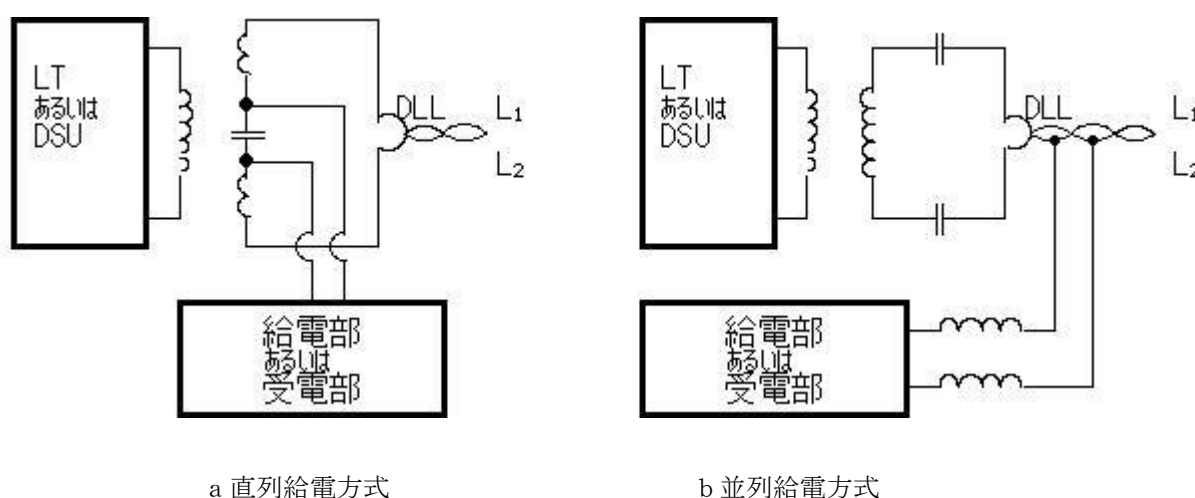 LT
あるいは
DSU
DLL
L₁
L₂
給電部
あるいは
受電部
a 直列給電方式
LT
あるいは
DSU
DLL
L₁
L₂
給電部
あるいは
受電部
b 並列給電方式